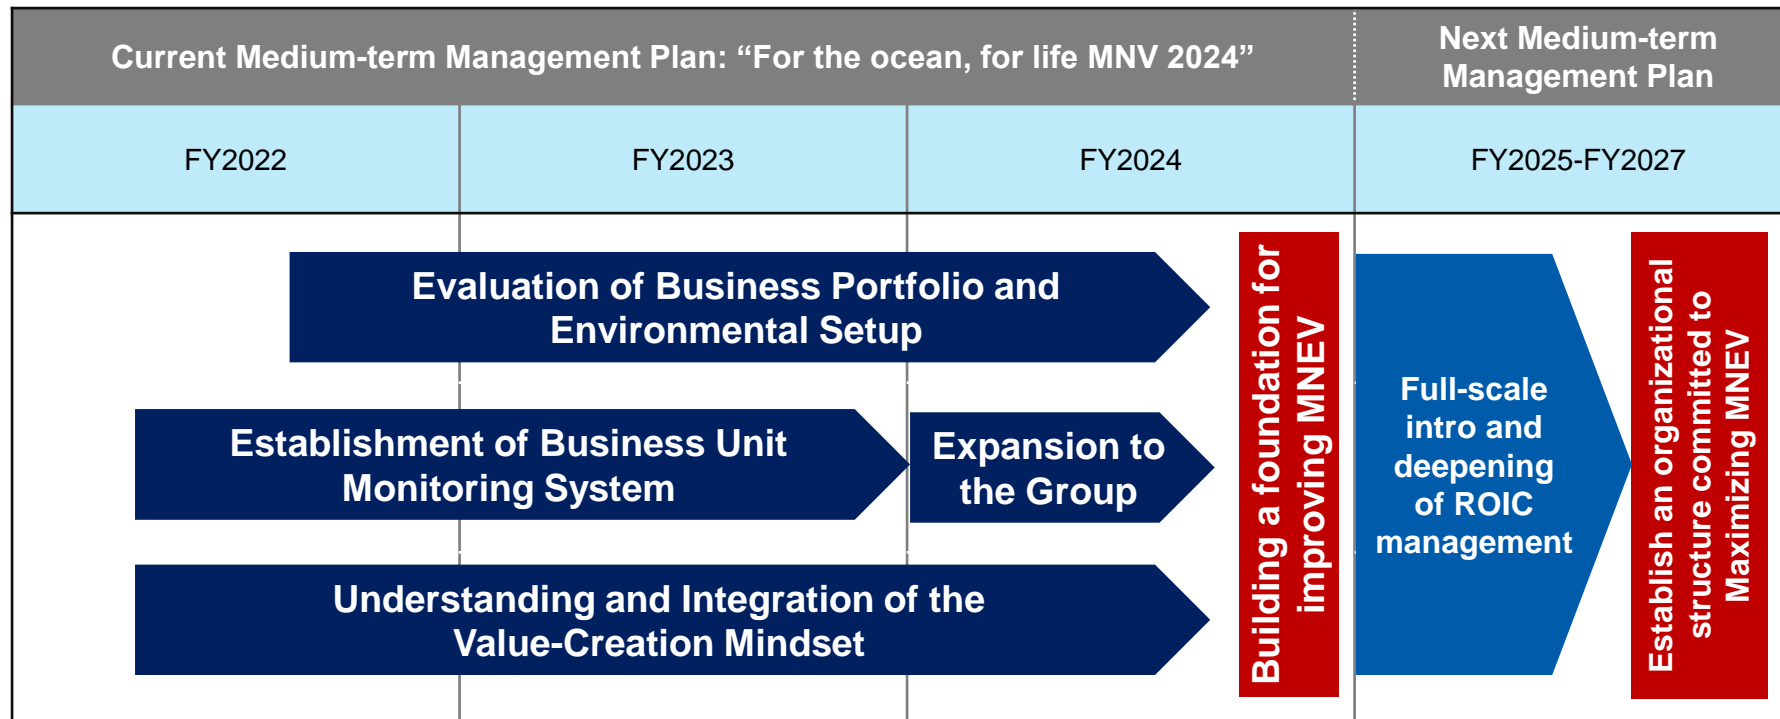 Current Medium-term Management Plan: “For the ocean, for life MNV 2024”
Next Medium-term
Management Plan
FY2022
FY2023
FY2024
FY2025-FY2027
Evaluation of Business Portfolio and
Environmental Setup
Establishment of Business Unit
Monitoring System
Expansion to
the Group
Understanding and Integration of the
Value-Creation Mindset
Building a foundation for
improving MNEV
Full-scale
intro and
deepening
of ROIC
management
Establish an organizational
structure committed to
Maximizing MNEV